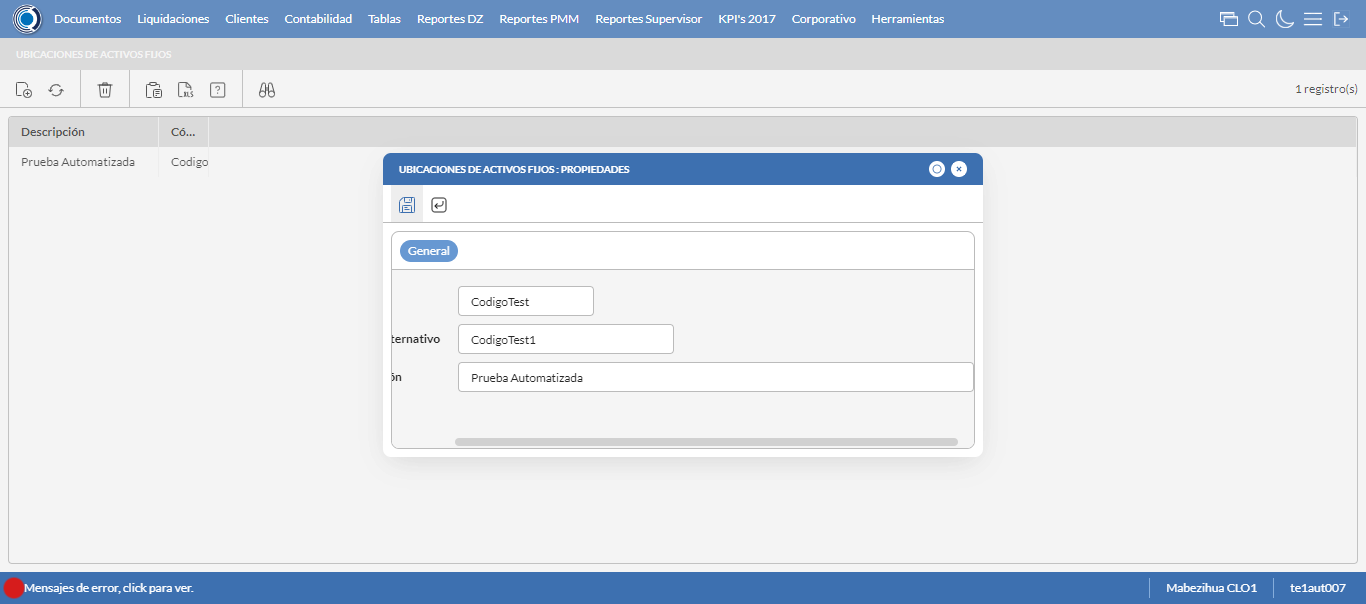 Documentos Liquidaciones Clientes Contabilidad Tablas Reportes DZ Reportes PMM Reportes Supervisor KPI's 2017 Corporativo Herramientas
UBICACIONES DE ACTIVOS FIJOS
XLS ? 1 registro(s)
Descripción Có...
Prueba Automatizada Codigo
UBICACIONES DE ACTIVOS FIJOS : PROPIEDADES
General
CodigoTest
ternativo CodigoTest1
ón Prueba Automatizada
Mensajes de error, click para ver. Mabezihua CLO1 te1aut007